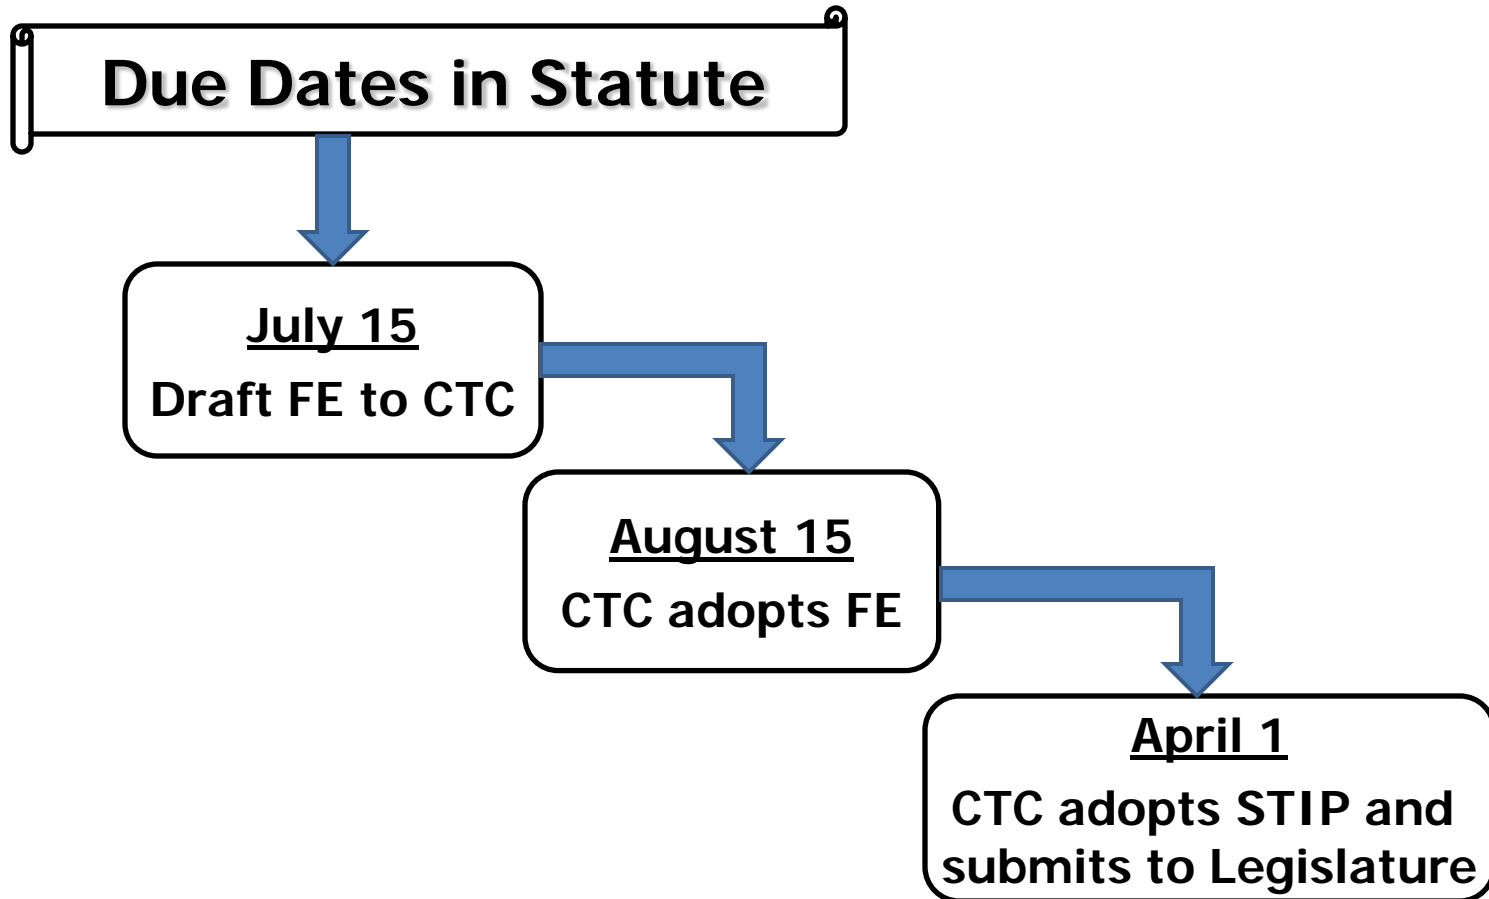 Due Dates in Statute
July 15
Draft FE to CTC
August 15
CTC adopts FE
April 1
CTC adopts STIP and
submits to Legislature